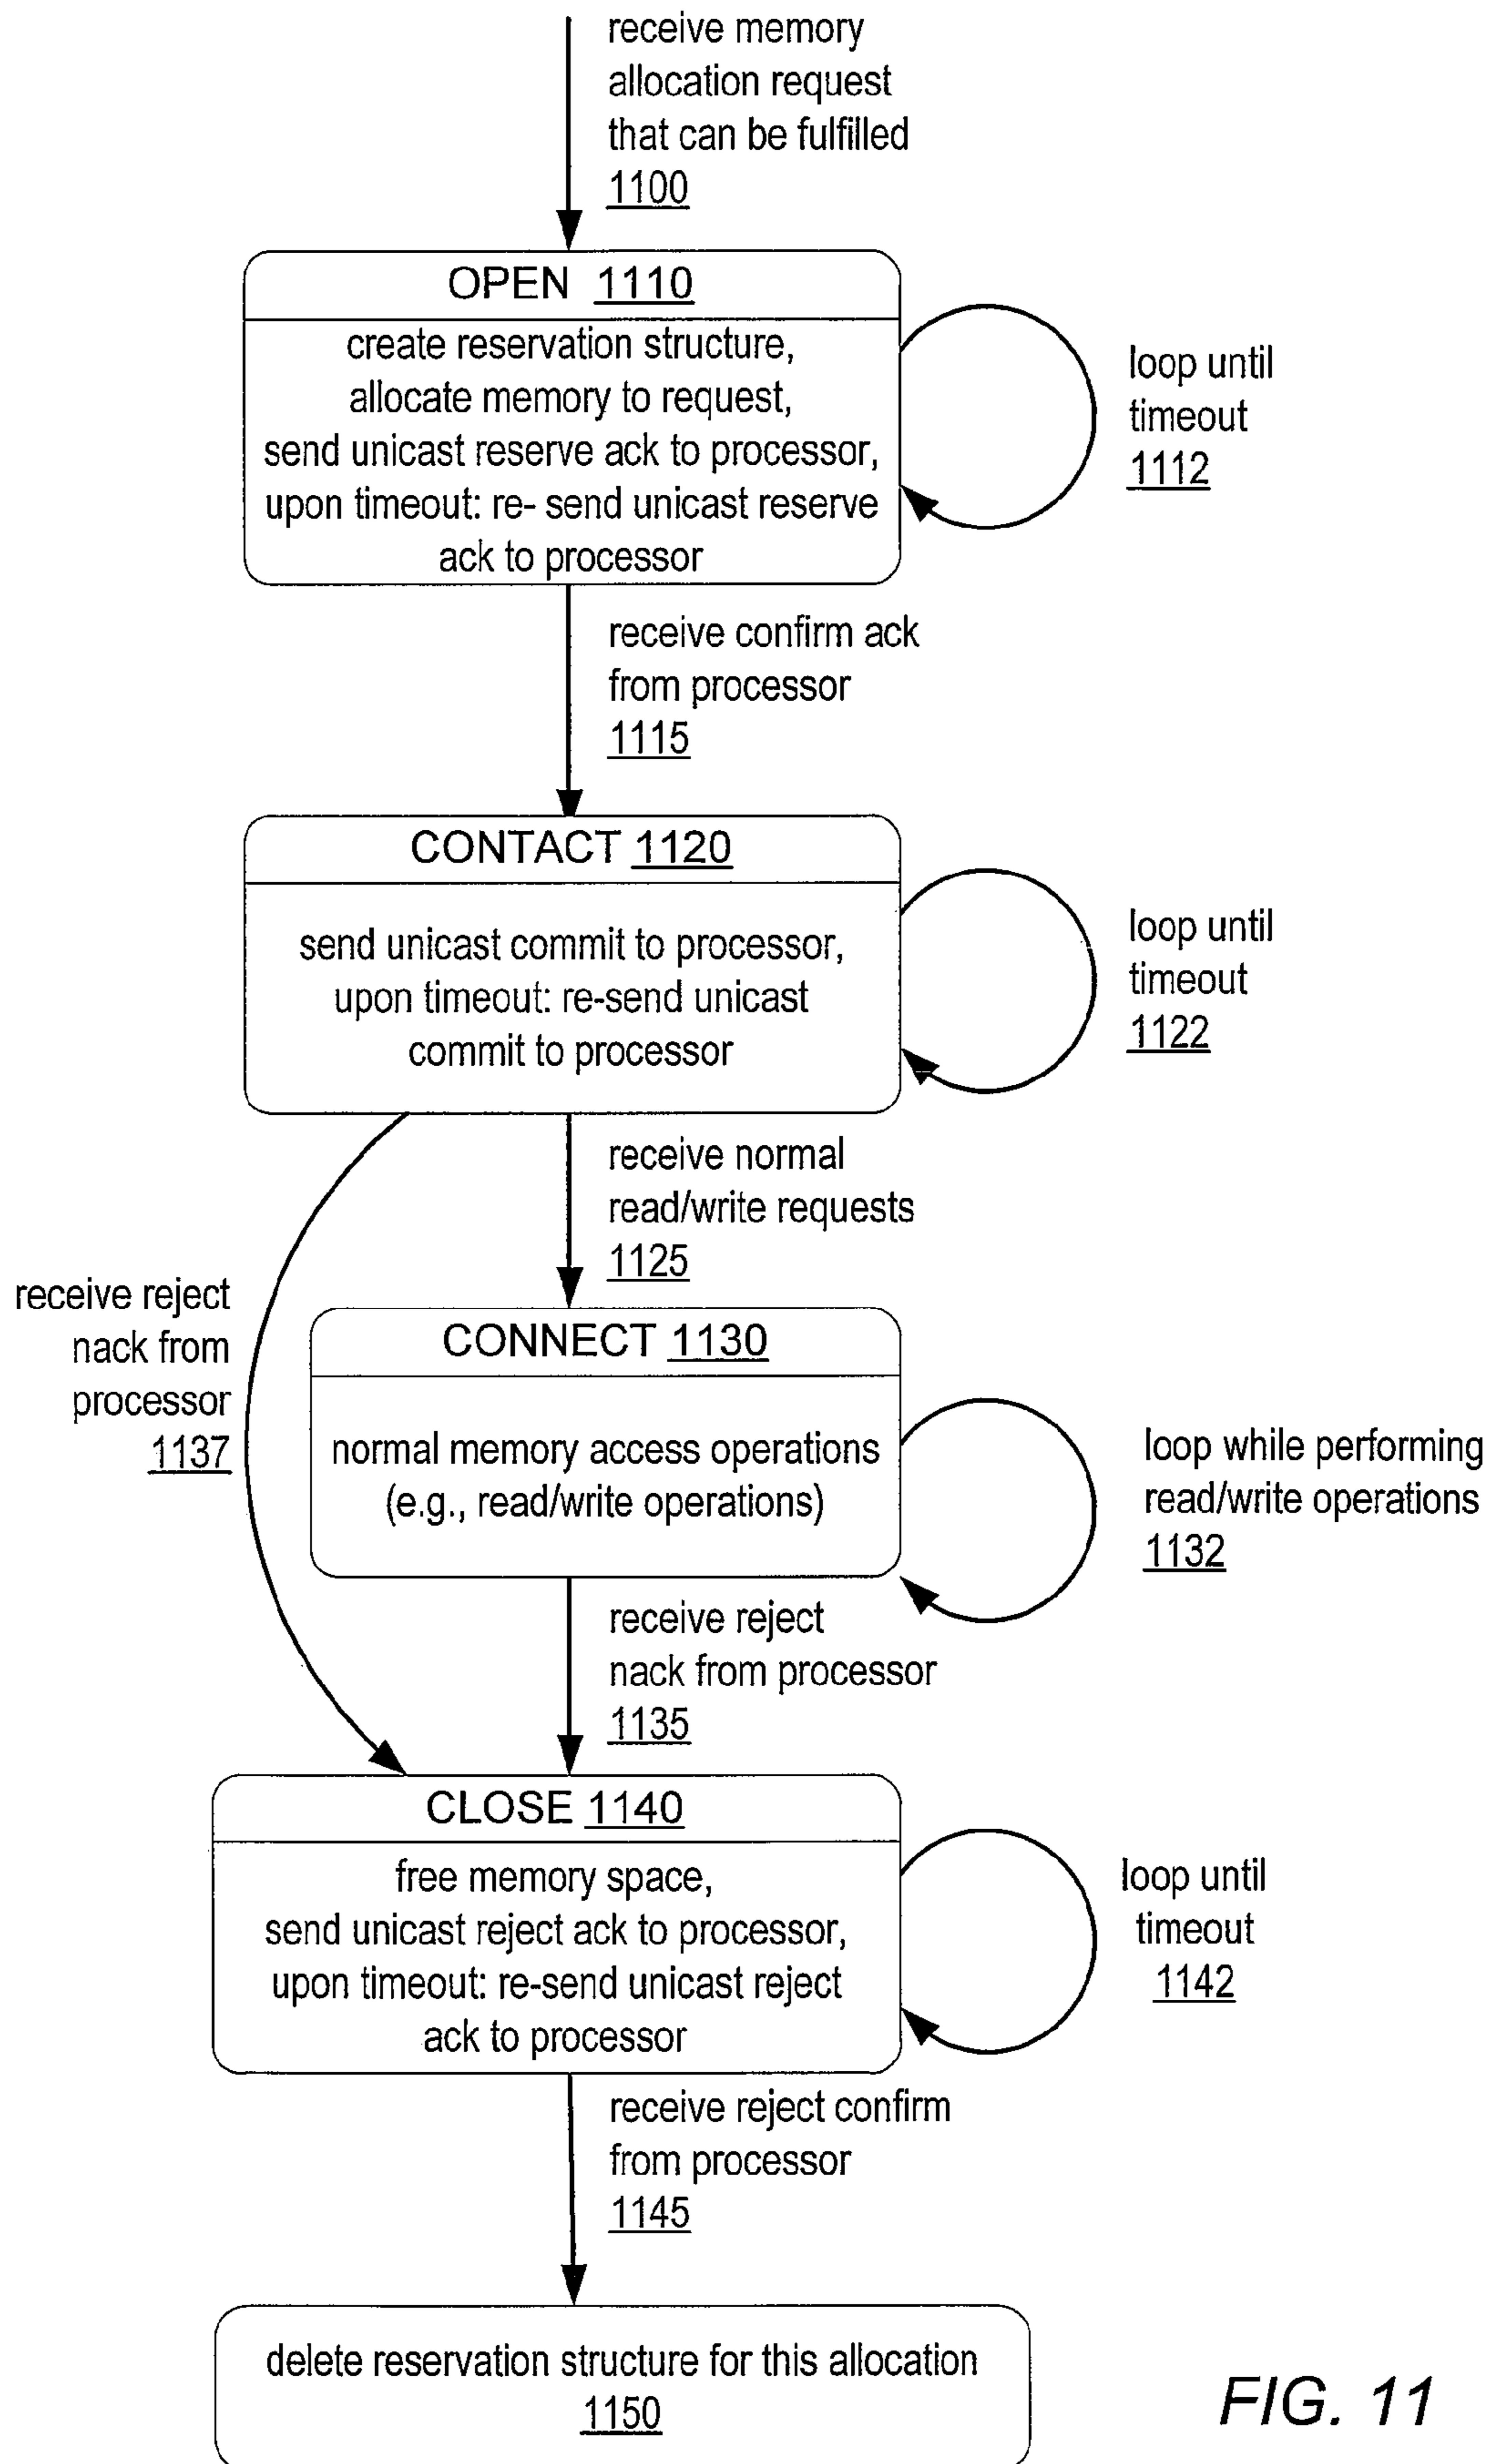 receive memory
allocation request
that can be fulfilled
1100
OPEN 1110
create reservation structure,
allocate memory to request,
send unicast reserve ack to processor,
upon timeout: re- send unicast reserve
ack to processor
loop until
timeout
1112
receive confirm ack
from processor
1115
CONTACT 1120
send unicast commit to processor,
upon timeout: re-send unicast
commit to processor
loop until
timeout
1122
receive normal
read/write requests
1125
receive reject
nack from
processor
1137
CONNECT 1130
normal memory access operations
(e.g., read/write operations)
loop while performing
read/write operations
1132
receive reject
nack from processor
1135
CLOSE 1140
free memory space,
send unicast reject ack to processor,
upon timeout: re-send unicast reject
ack to processor
loop until
timeout
1142
receive reject confirm
from processor
1145
delete reservation structure for this allocation
1150
FIG. 11